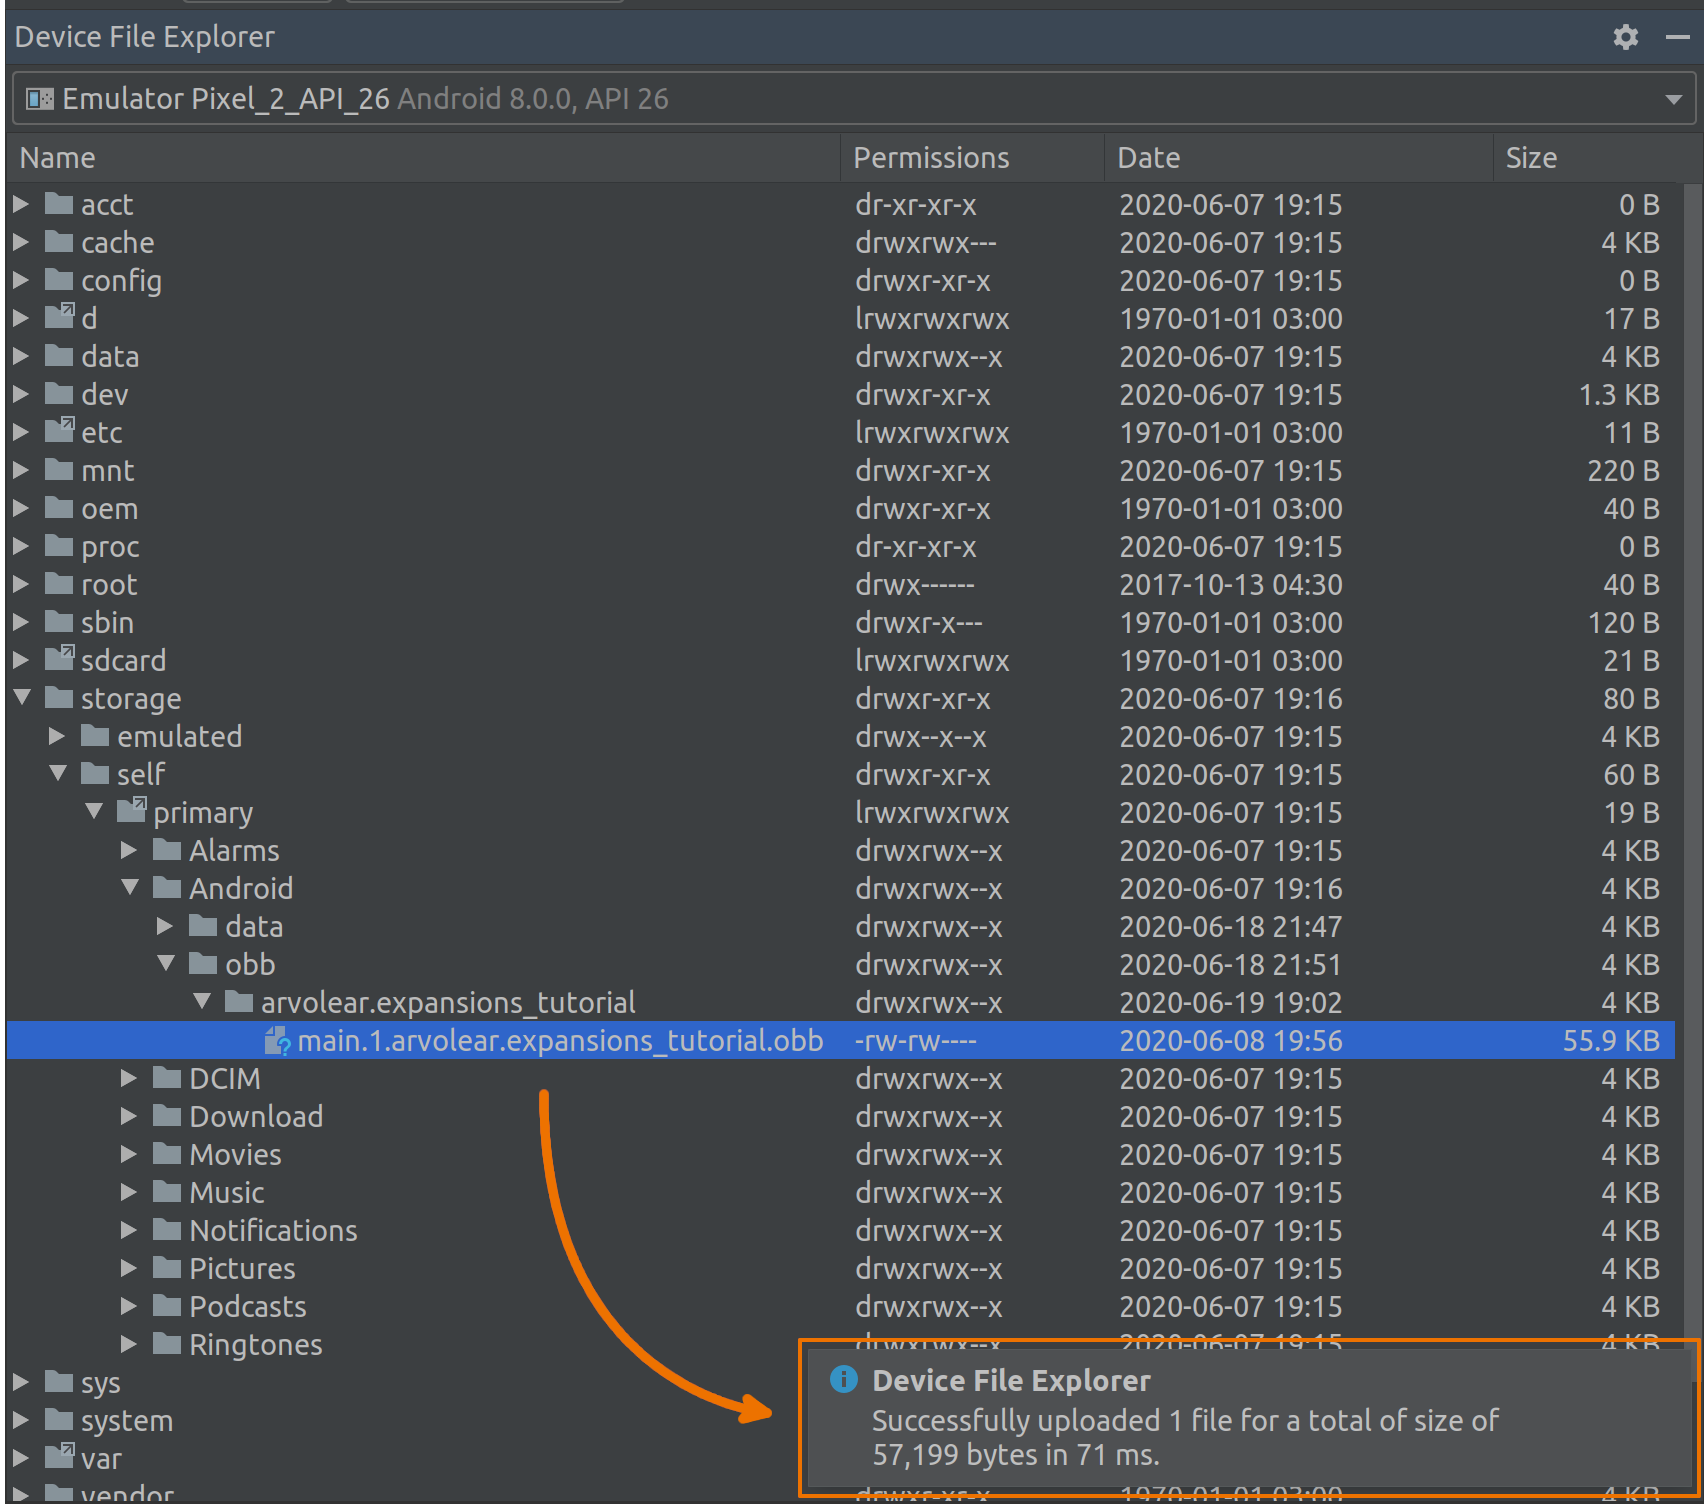 Device File Explorer
Emulator Pixel_2_API_26 Android 8.0.0, API 26
Name Permissions Date Size
acct dr-xr-xr-x 2020-06-07 19:15 0 B
cache drwxrwx--- 2020-06-07 19:15 4 KB
config drwxr-xr-x 2020-06-07 19:15 0 B
d lrwxrwxrwx 1970-01-01 03:00 17 B
data drwxrwx--x 2020-06-07 19:15 4 KB
dev drwxr-xr-x 2020-06-07 19:15 1.3 KB
etc lrwxrwxrwx 1970-01-01 03:00 11 B
mnt drwxr-xr-x 2020-06-07 19:15 220 B
oem drwxr-xr-x 1970-01-01 03:00 40 B
proc dr-xr-xr-x 2020-06-07 19:15 0 B
root drwx------ 2017-10-13 04:30 40 B
sbin drwxr-x--- 1970-01-01 03:00 120 B
sdcard lrwxrwxrwx 1970-01-01 03:00 21 B
storage drwxr-xr-x 2020-06-07 19:16 80 B
emulated drwx--x--x 2020-06-07 19:15 4 KB
self drwxr-xr-x 2020-06-07 19:15 60 B
primary lrwxrwxrwx 2020-06-07 19:15 19 B
Alarms drwxrwx--x 2020-06-07 19:15 4 KB
Android drwxrwx--x 2020-06-07 19:16 4 KB
data drwxrwx--x 2020-06-18 21:47 4 KB
obb drwxrwx--x 2020-06-18 21:51 4 KB
arvolear.expansions_tutorial drwxrwx--x 2020-06-19 19:02 4 KB
main.1.arvolear.expansions_tutorial.obb -rw-rw---- 2020-06-08 19:56 55.9 KB
DCIM drwxrwx--x 2020-06-07 19:15 4 KB
Download drwxrwx--x 2020-06-07 19:15 4 KB
Movies drwxrwx--x 2020-06-07 19:15 4 KB
Music drwxrwx--x 2020-06-07 19:15 4 KB
Notifications drwxrwx--x 2020-06-07 19:15 4 KB
Pictures drwxrwx--x 2020-06-07 19:15 4 KB
Podcasts drwxrwx--x 2020-06-07 19:15 4 KB
Ringtones drwxrwx--x 2020-06-07 19:15 4 KB
sys
system
var
vendor drwxr-xr-x 1970-01-01 03:00
Device File Explorer
Successfully uploaded 1 file for a total of size of
57,199 bytes in 71 ms.